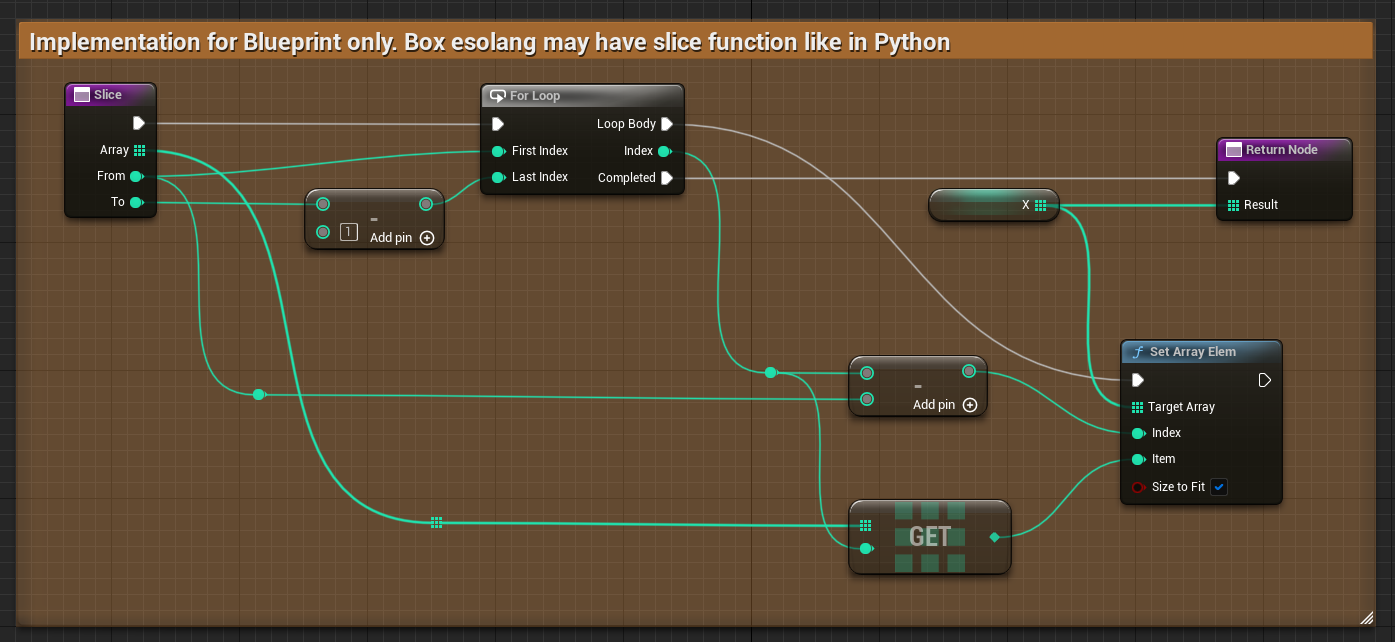 Implementation for Blueprint only. Box esolang may have slice function like in Python
Slice
Array
From
To
-
1
Add pin
For Loop
Loop Body
First Index
Index
Last Index
Completed
X
Return Node
Result
-
Add pin
GET
f Set Array Elem
Target Array
Index
Item
Size to Fit